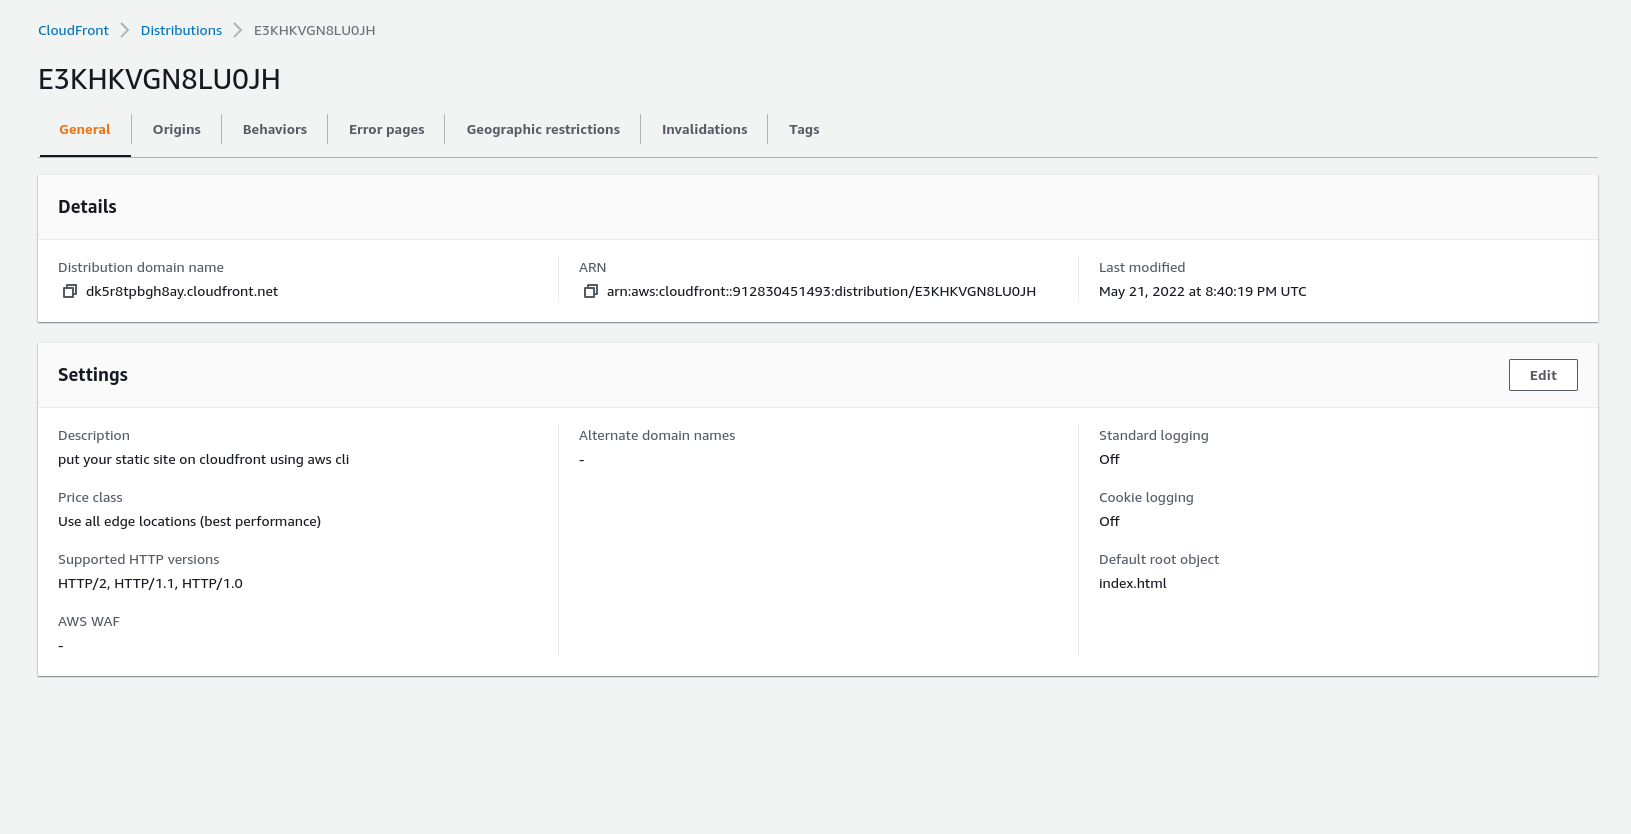 CloudFront > Distributions > E3KHKVGN8LU0JH
E3KHKVGN8LU0JH
General Origins Behaviors Error pages Geographic restrictions Invalidations Tags
Details
Distribution domain name
dk5r8tpbgh8ay.cloudfront.net
ARN
arn:aws:cloudfront::912830451493:distribution/E3KHKVGN8LU0JH
Last modified
May 21, 2022 at 8:40:19 PM UTC
Settings
Edit
Description
put your static site on cloudfront using aws cli
Price class
Use all edge locations (best performance)
Supported HTTP versions
HTTP/2, HTTP/1.1, HTTP/1.0
AWS WAF
-
Alternate domain names
-
Standard logging
Off
Cookie logging
Off
Default root object
index.html